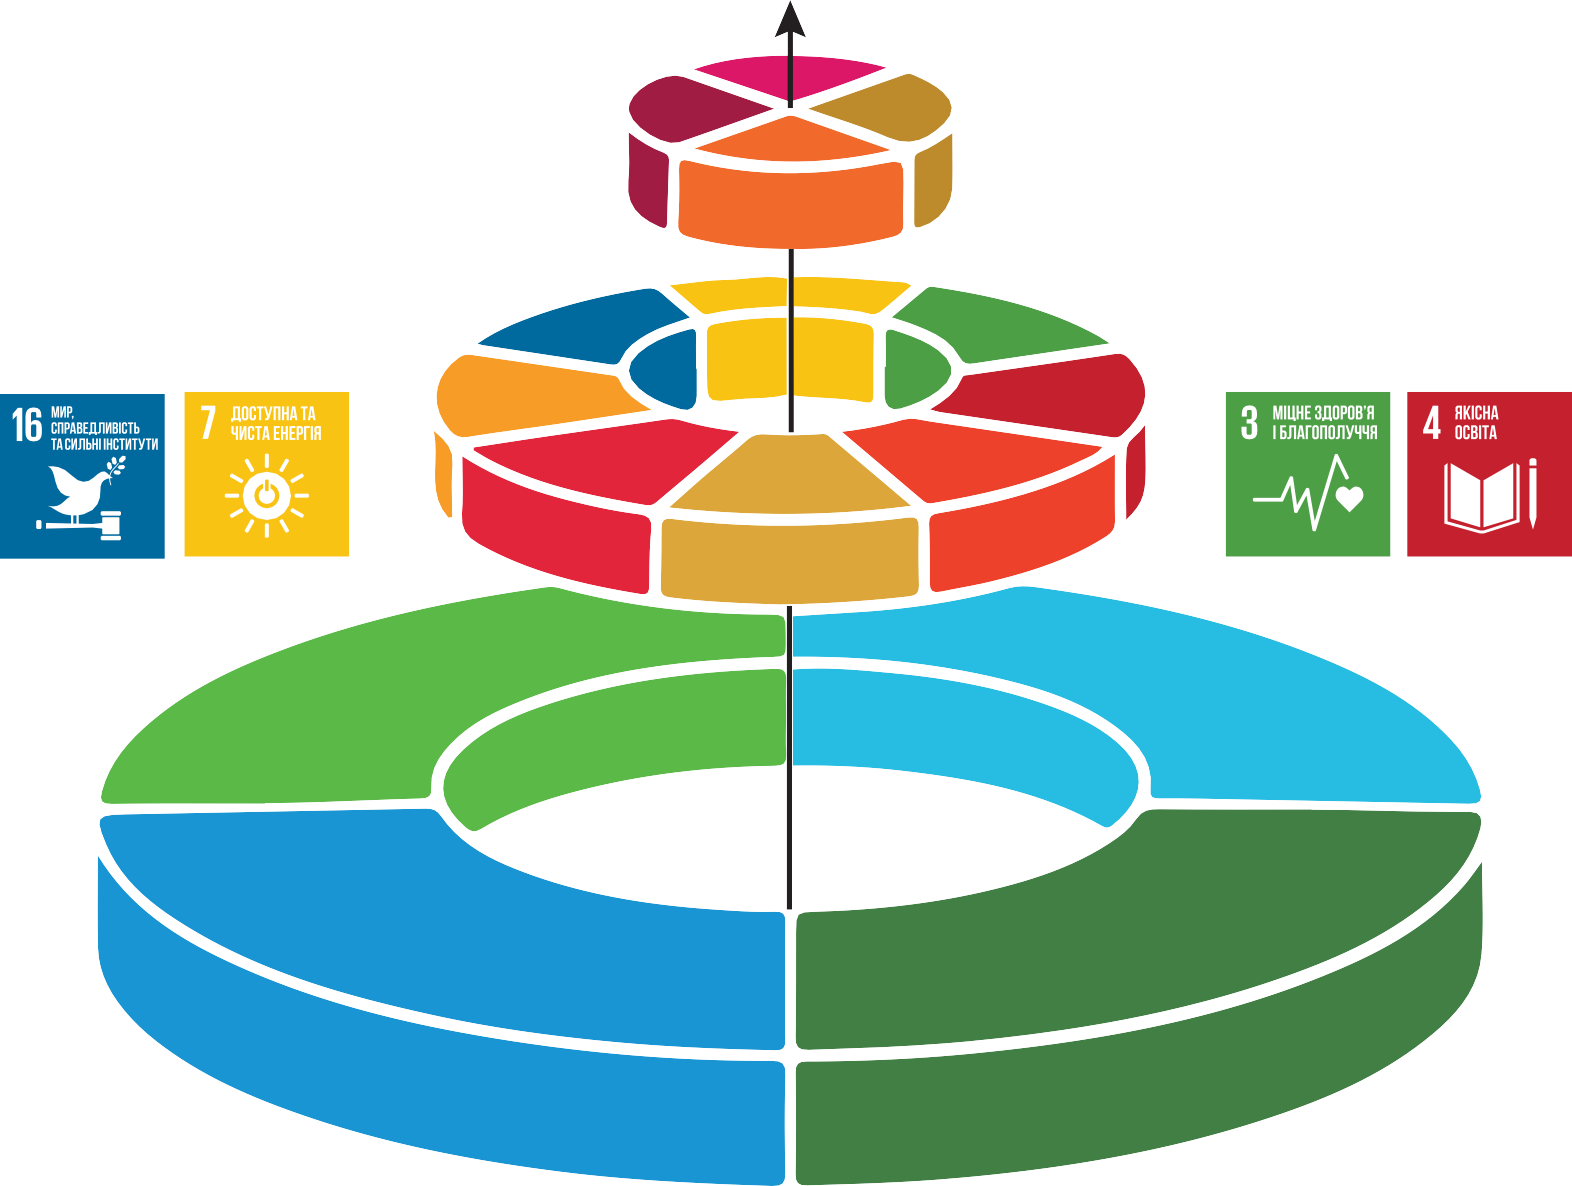 16 МИР,
СПРАВЕДЛИВІСТЬ
ТА СИЛЬНІ ІНСТИТУТИ
7 ДОСТУПНА ТА
ЧИСТА ЕНЕРГІЯ
3 МІЦНЕ ЗДОРОВ'Я
І БЛАГОПОЛУЧЧЯ
4 ЯКІСНА
ОСВІТА